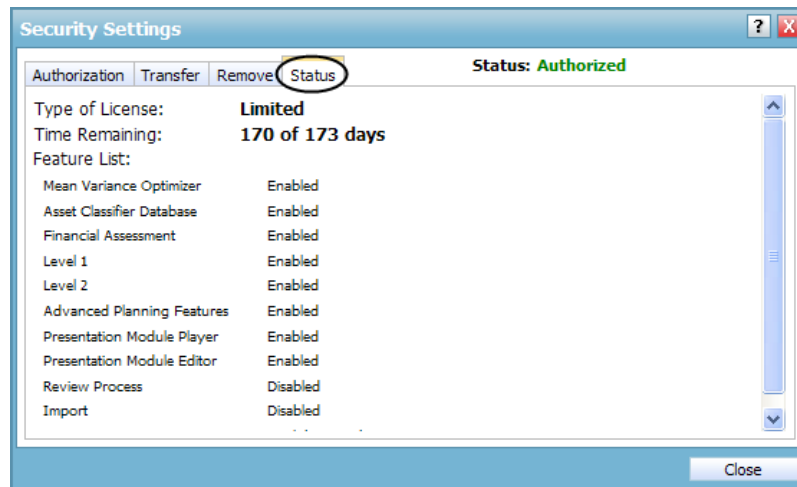 Security Settings ? X
Authorization Transfer Remove Status Status: Authorized
Type of License: Limited
Time Remaining: 170 of 173 days
Feature List:
Mean Variance Optimizer Enabled
Asset Classifier Database Enabled
Financial Assessment Enabled
Level 1 Enabled
Level 2 Enabled
Advanced Planning Features Enabled
Presentation Module Player Enabled
Presentation Module Editor Enabled
Review Process Disabled
Import Disabled
Close